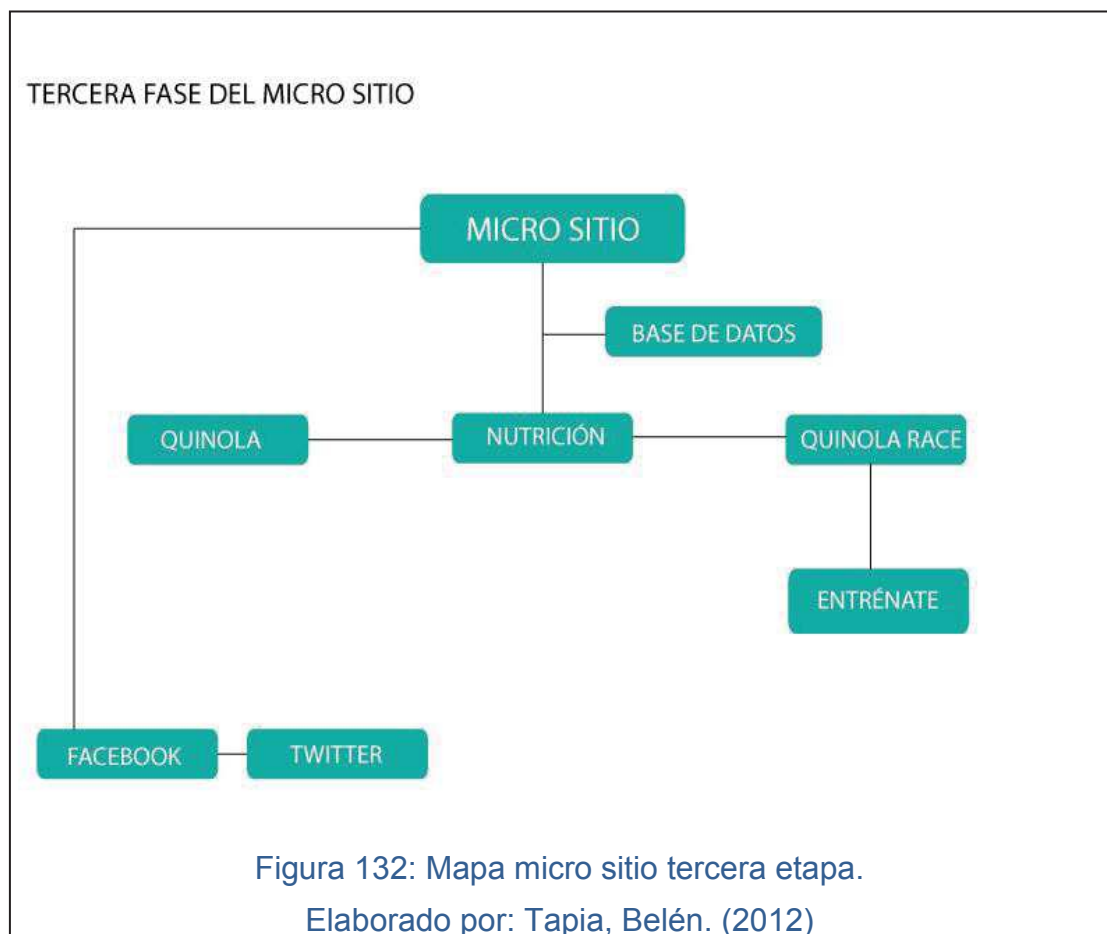 TERCERA FASE DEL MICRO SITIO
MICRO SITIO
BASE DE DATOS
QUINOLA
NUTRICIÓN
QUINOLA RACE
ENTRÉNATE
FACEBOOK
TWITTER
Figura 132: Mapa micro sitio tercera etapa.
Elaborado por: Tapia, Belén. (2012)